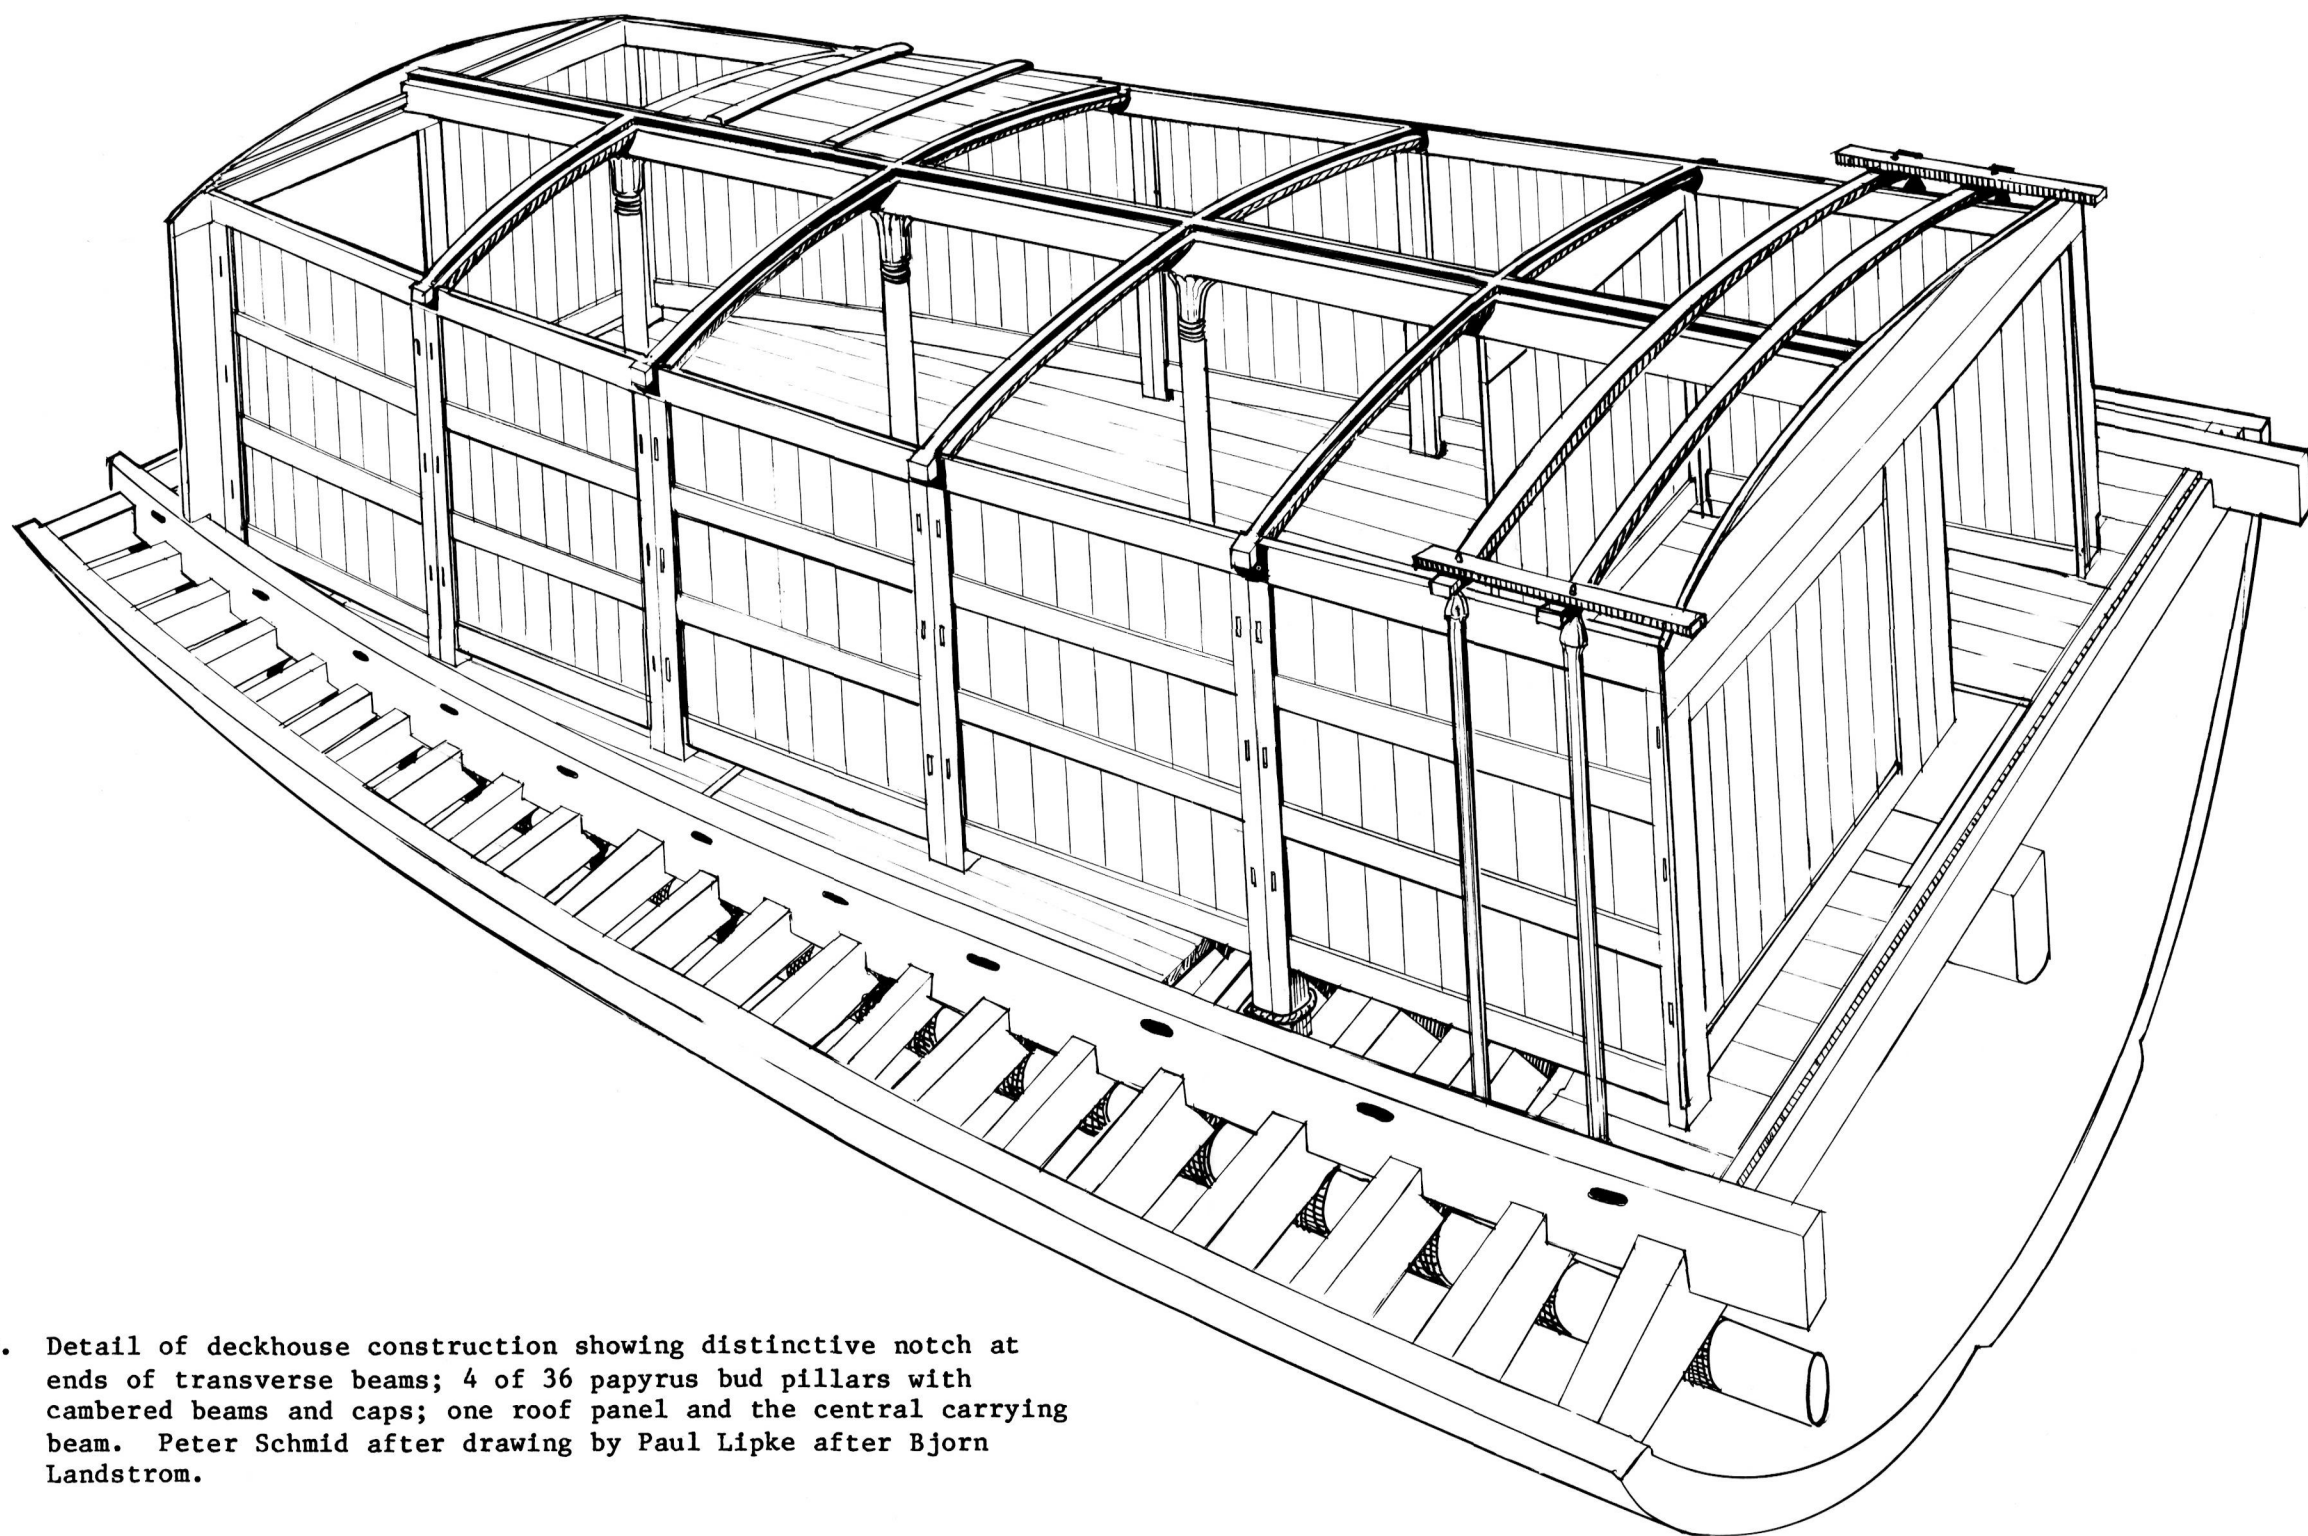 . Detail of deckhouse construction showing distinctive notch at
ends of transverse beams; 4 of 36 papyrus bud pillars with
cambered beams and caps; one roof panel and the central carrying
beam. Peter Schmid after drawing by Paul Lipke after Bjorn
Landstrom.